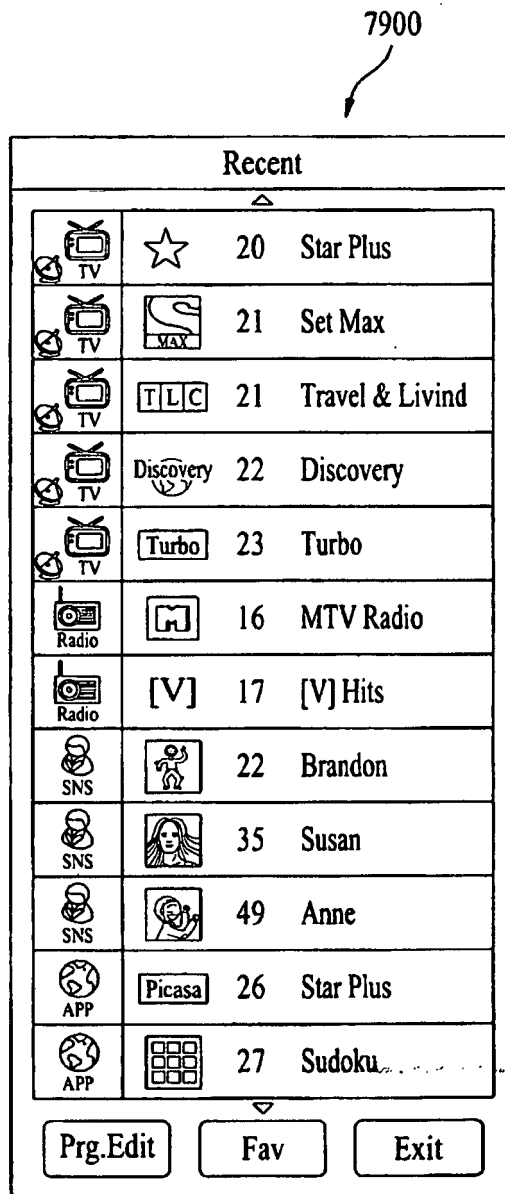 7900
Recent
TV 20 Star Plus
TV MAX 21 Set Max
TV TLC 21 Travel & Livind
TV Discovery 22 Discovery
TV Turbo 23 Turbo
Radio M 16 MTV Radio
Radio [V] 17 [V] Hits
SNS 22 Brandon
SNS 35 Susan
SNS 49 Anne
APP Picasa 26 Star Plus
APP 27 Sudoku
Prg.Edit Fav Exit